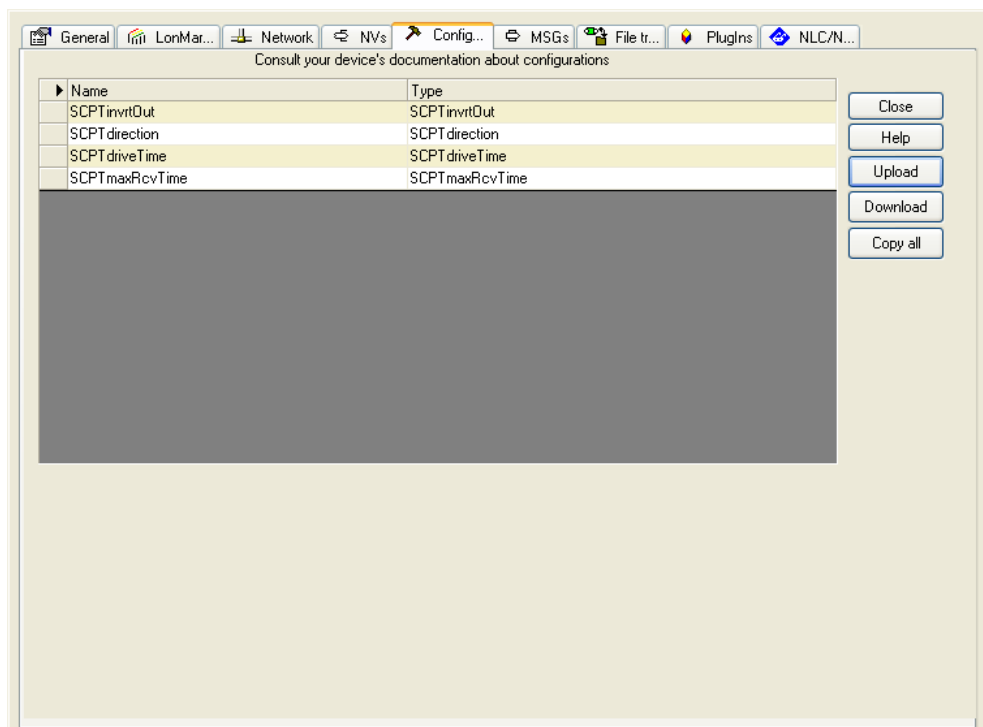 General LonMar... Network NVs Config... MSGs File tr... PlugIns NLC/N...
Consult your device's documentation about configurations
Name Type
SCPTinvrtOut SCPTinvrtOut
SCPTdirection SCPTdirection
SCPTdriveTime SCPTdriveTime
SCPTmaxRcvTime SCPTmaxRcvTime
Close
Help
Upload
Download
Copy all